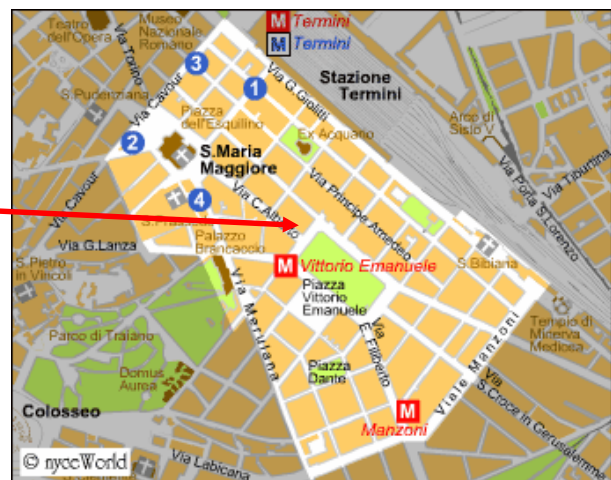 Teatro
dell'Opera
Museo
Nazionale
Romano
M Termini
M Termini
Via Torino
Via Cavour
3
1
Via G.Giolitti
Stazione
Termini
S.Pudenziana
Piazza
dell'Esquilino
Ex Acquario
Arco di
Sisto V
Via Tiburtina
Via Porta S.Lorenzo
2
S.Maria
Maggiore
Via Principe Amedeo
Via Cavour
4
Via C.Alberto
Via G.Lanza
Palazzo
Brancaccio
S.Bibiana
S.Pietro
in Vincoli
M Vittorio Emanuele
Piazza
Vittorio
Emanuele
Via Merulana
Via
E.Filiberto
Viale Manzoni
Tempio di
Minerva
Medica
Parco di Traiano
Domus
Aurea
Piazza
Dante
Via
S.Croce in Gerusalemme
Colosseo
M
Manzoni
Via Labicana
© nyccWorld